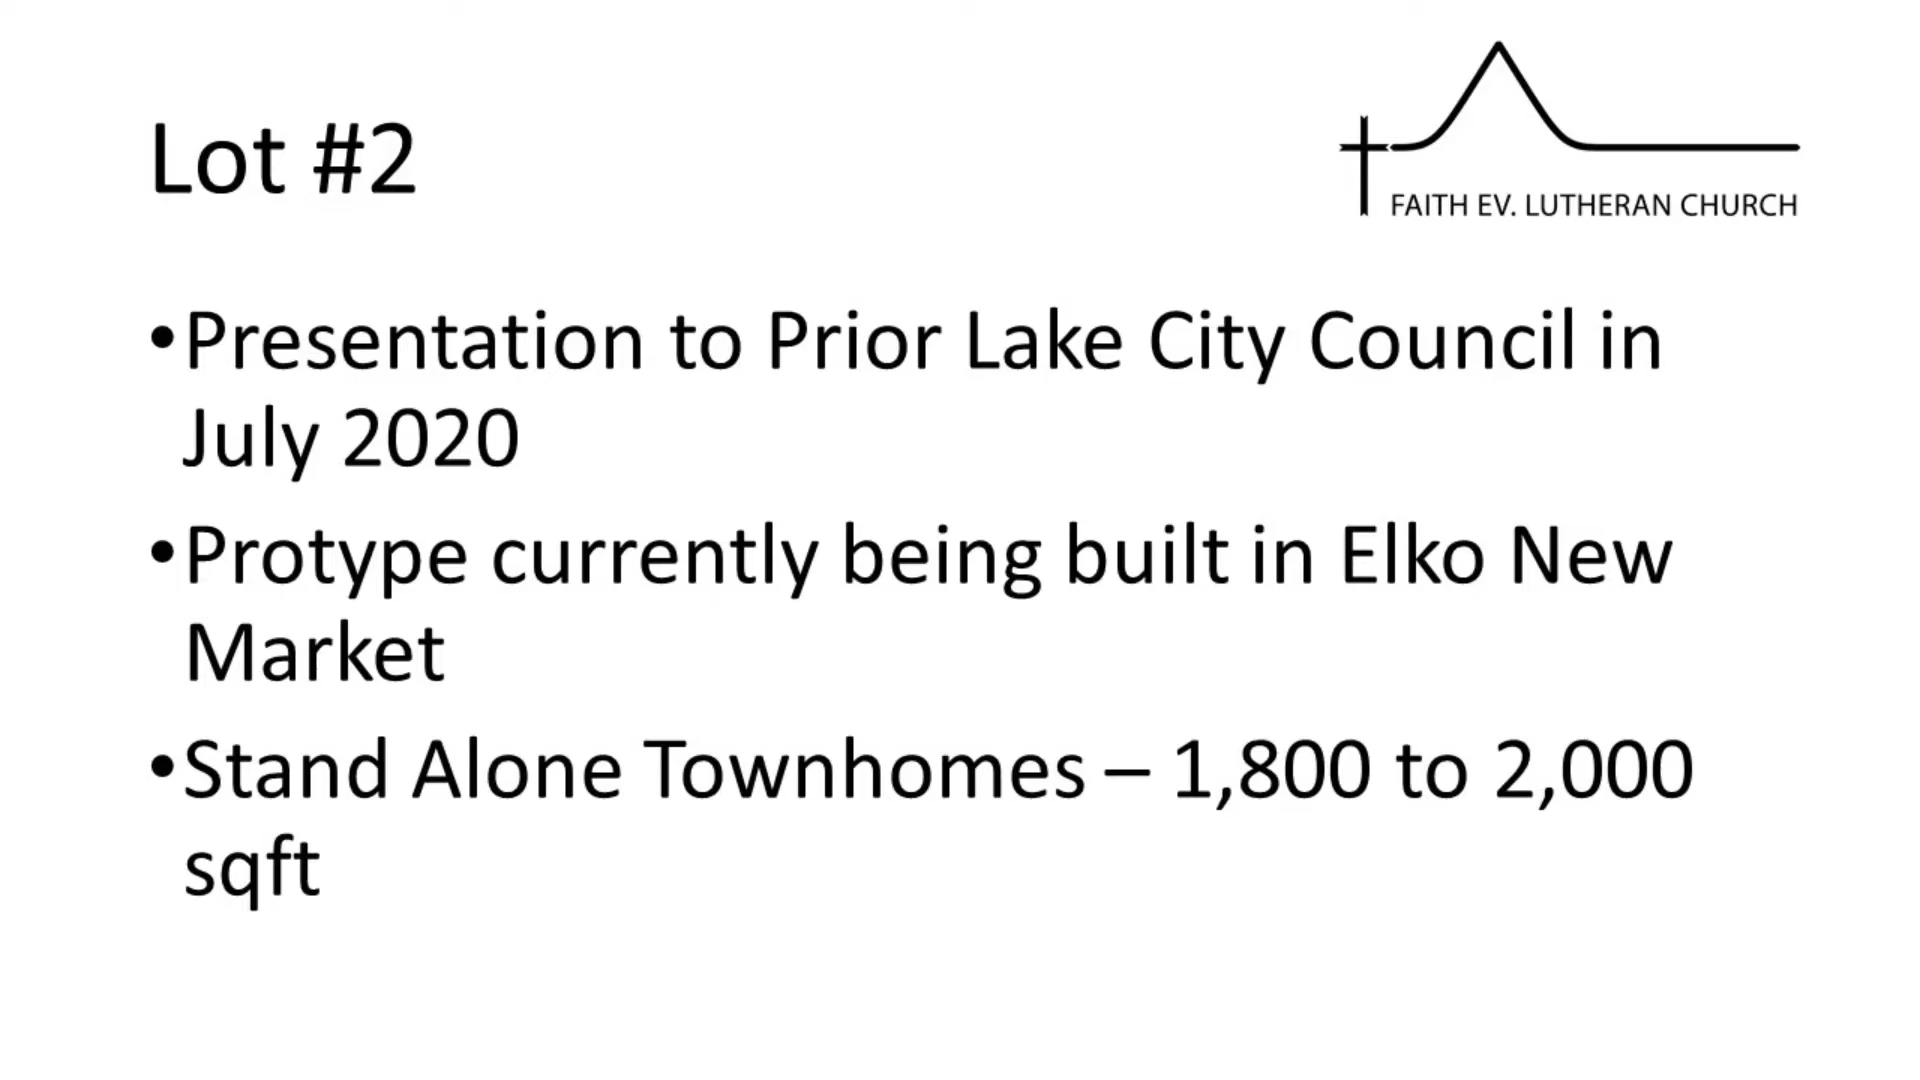 Lot #2
FAITH EV. LUTHERAN CHURCH
•Presentation to Prior Lake City Council in
July 2020
•Protype currently being built in Elko New
Market
•Stand Alone Townhomes – 1,800 to 2,000
sqft